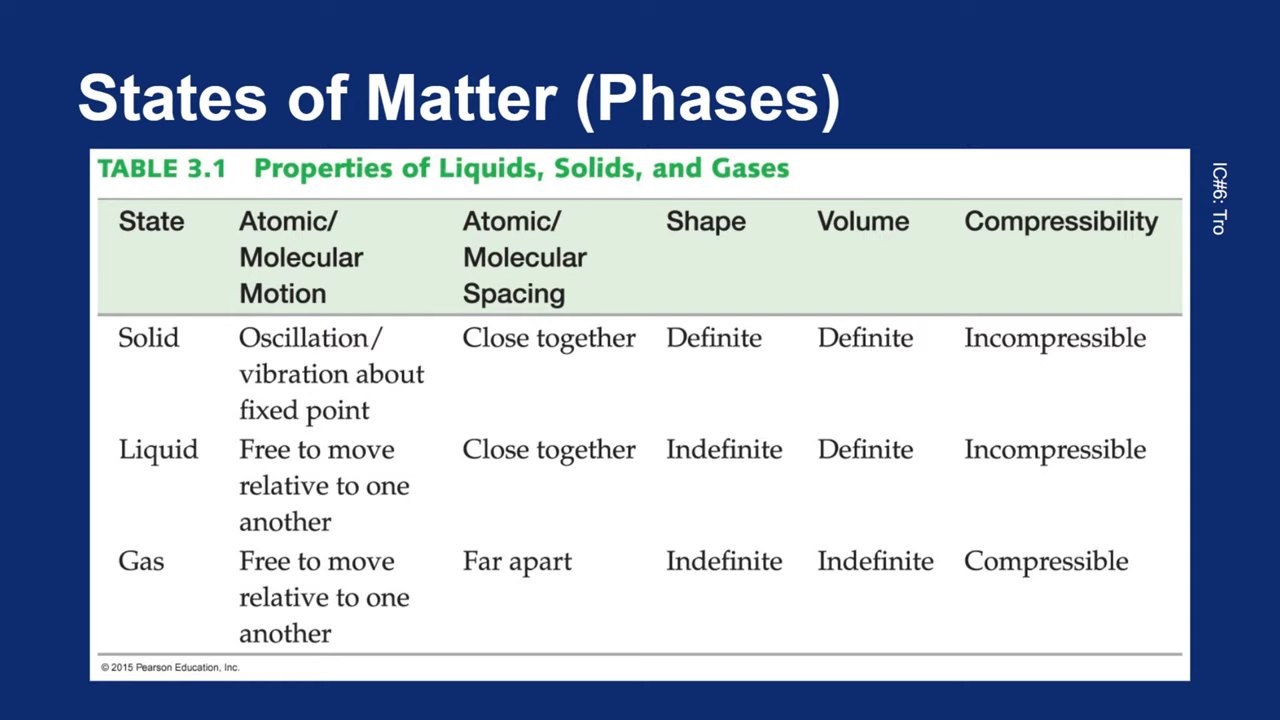 States of Matter (Phases)
TABLE 3.1 Properties of Liquids, Solids, and Gases
State Atomic/ Atomic/ Shape Volume Compressibility
Molecular Molecular
Motion Spacing
Solid Oscillation/ Close together Definite Definite Incompressible
vibration about
fixed point
Liquid Free to move Close together Indefinite Definite Incompressible
relative to one
another
Gas Free to move Far apart Indefinite Indefinite Compressible
relative to one
another
© 2015 Pearson Education, Inc.
IC#6: Tro